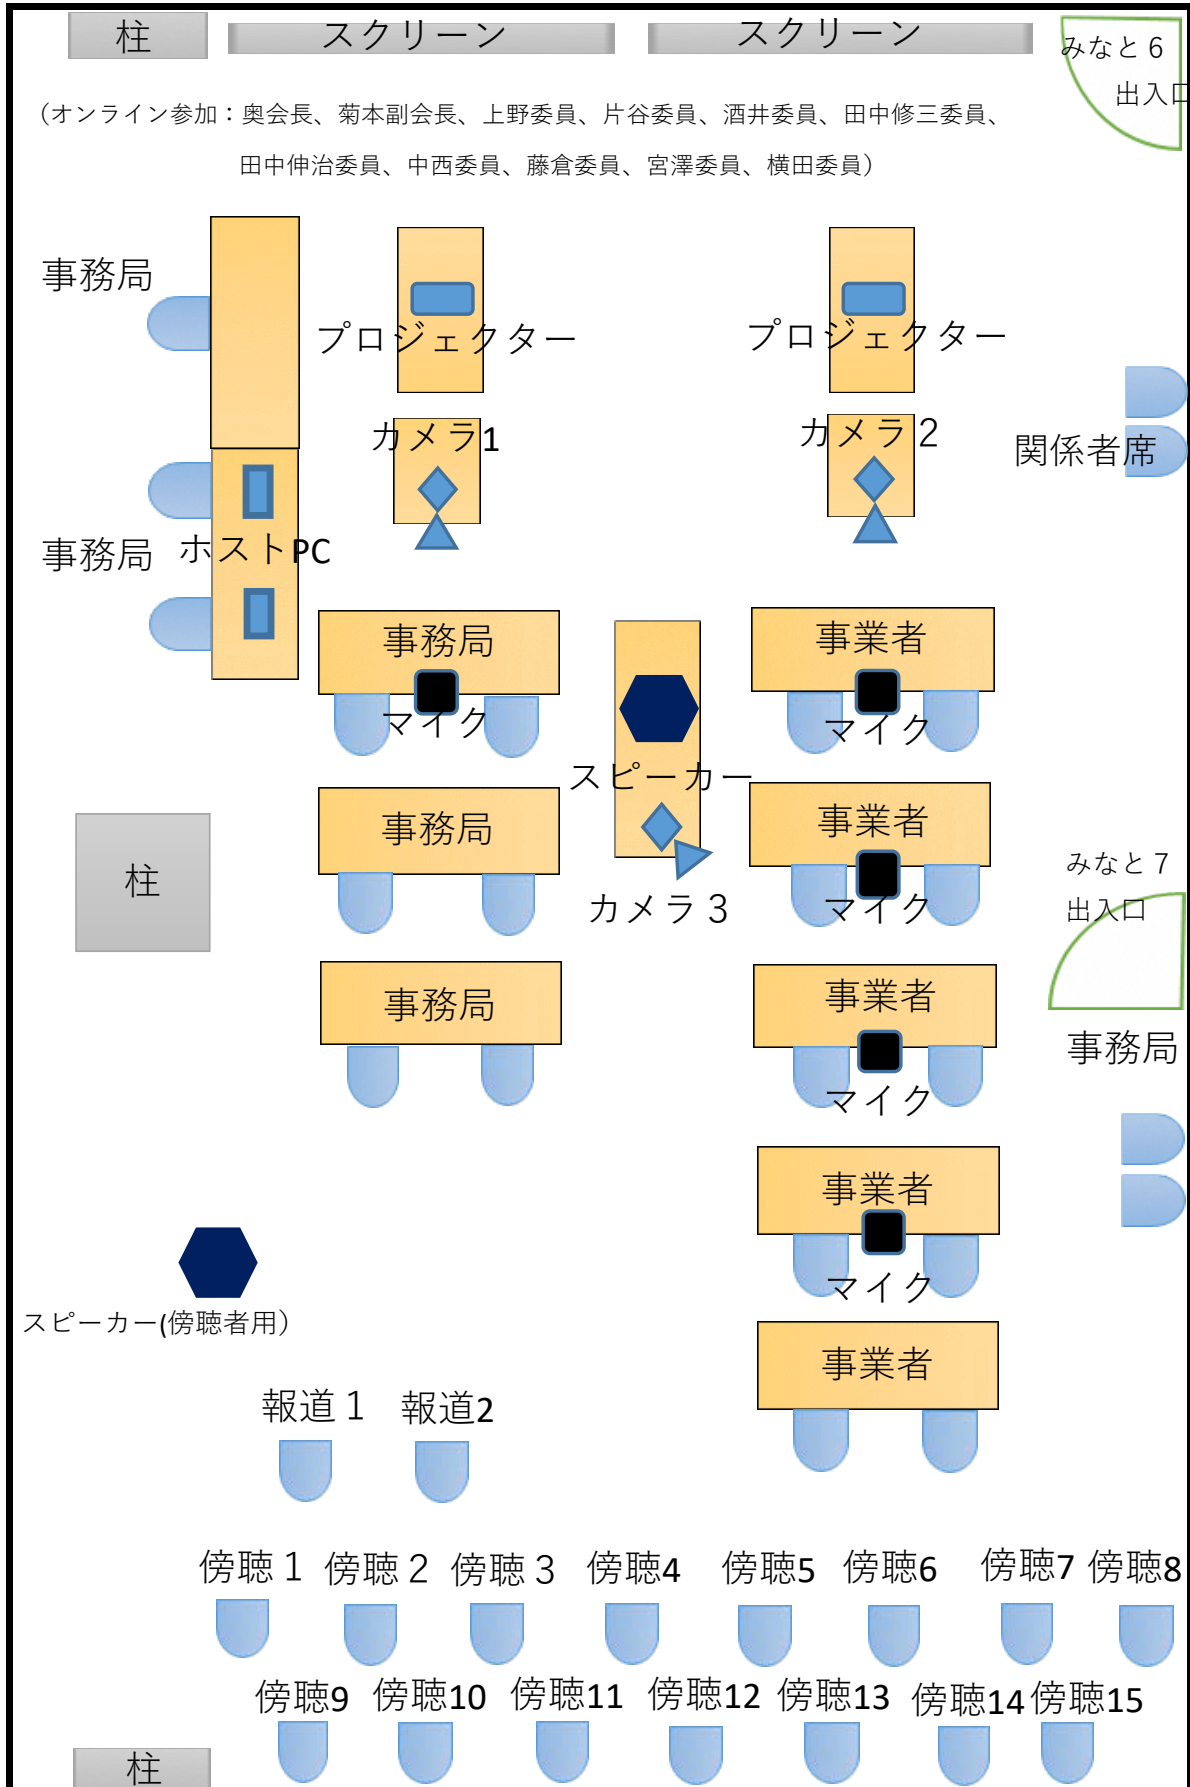 柱
スクリーン
スクリーン
みなと6
出入口
（オンライン参加：奥会長、菊本副会長、上野委員、片谷委員、酒井委員、田中修三委員、
田中伸治委員、中西委員、藤倉委員、宮澤委員、横田委員）
事務局
プロジェクター
プロジェクター
カメラ1
カメラ２
関係者席
事務局
ホストPC
事務局
マイク
事業者
マイク
スピーカー
事務局
事業者
マイク
カメラ３
柱
みなと７
出入口
事務局
事業者
マイク
事務局
事業者
マイク
スピーカー(傍聴者用）
事業者
報道１
報道2
傍聴１
傍聴２
傍聴３
傍聴4
傍聴5
傍聴6
傍聴7
傍聴8
傍聴9
傍聴10
傍聴11
傍聴12
傍聴13
傍聴14
傍聴15
柱